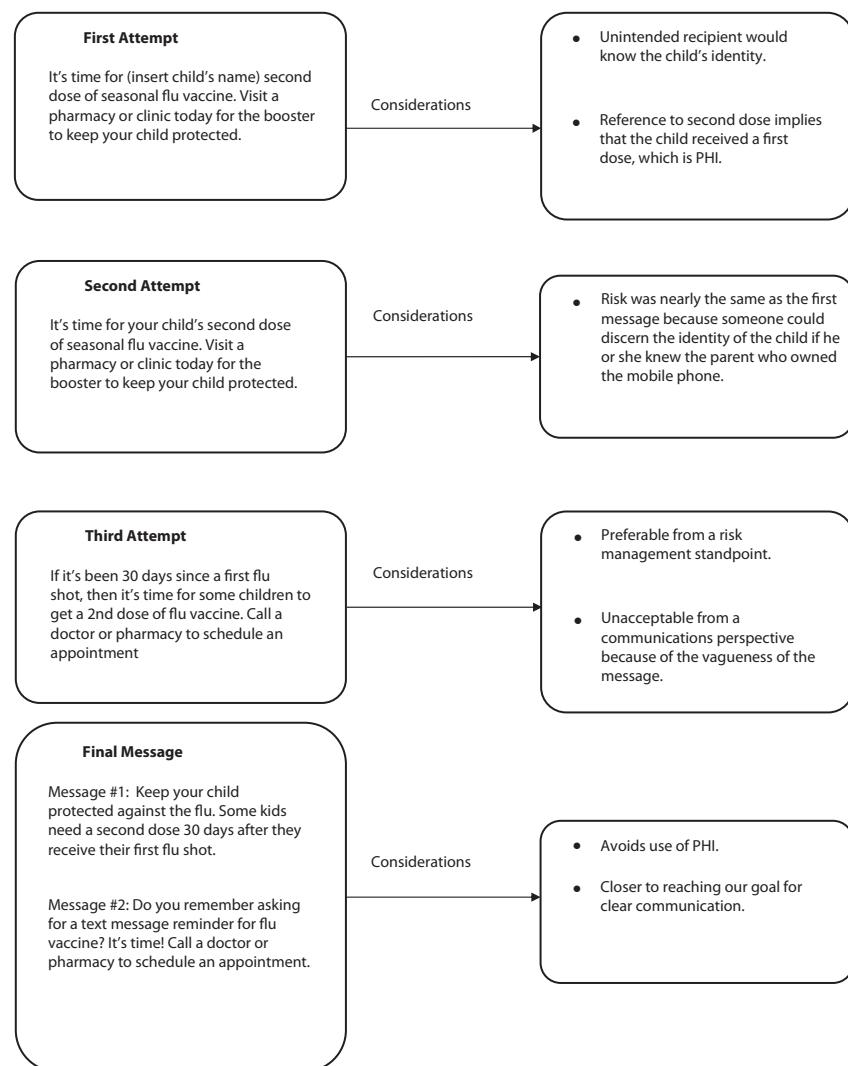 First Attempt
It's time for (insert child's name) second
dose of seasonal flu vaccine. Visit a
pharmacy or clinic today for the booster
to keep your child protected.
Considerations
• Unintended recipient would
know the child's identity.
• Reference to second dose implies
that the child received a first
dose, which is PHI.
Second Attempt
It's time for your child's second dose
of seasonal flu vaccine. Visit a
pharmacy or clinic today for the
booster to keep your child protected.
Considerations
• Risk was nearly the same as the first
message because someone could
discern the identity of the child if he
or she knew the parent who owned
the mobile phone.
Third Attempt
If it's been 30 days since a first flu
shot, then it's time for some children to
get a 2nd dose of flu vaccine. Call a
doctor or pharmacy to schedule an
appointment
Considerations
• Preferable from a risk
management standpoint.
• Unacceptable from a
communications perspective
because of the vagueness of the
message.
Final Message
Message #1: Keep your child
protected against the flu. Some kids
need a second dose 30 days after they
receive their first flu shot.
Message #2: Do you remember asking
for a text message reminder for flu
vaccine? It's time! Call a doctor or
pharmacy to schedule an appointment.
Considerations
• Avoids use of PHI.
• Closer to reaching our goal for
clear communication.